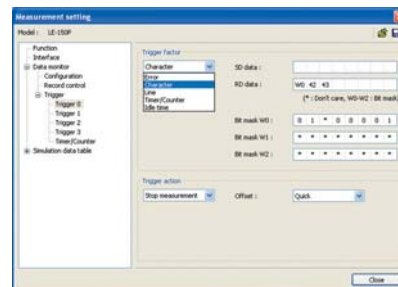 Measurement setting
Model : LE-150P
Function
Interface
Data monitor
Configuration
Record control
Trigger
Trigger 0
Trigger 1
Trigger 2
Trigger 3
Timer/Counter
Simulation data table
Trigger factor
Character
Error
Character
Line
Timer/Counter
Idle time
SD data :
RD data : W0 42 43
(* : Don't care, W0-W2 : Bit mask)
Bit mask W0 : 0 1 * 0 0 0 0 1
Bit mask W1 : * * * * * * * *
Bit mask W2 : * * * * * * * *
Trigger action
Stop measurement
Offset : Quick
Close